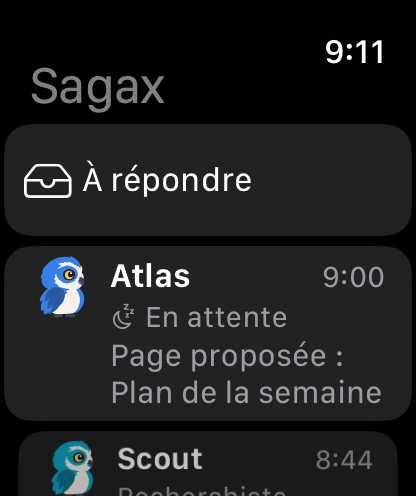 9:11
Sagax
À répondre
Atlas 9:00
En attente
Page proposée :
Plan de la semaine
Scout 8:44